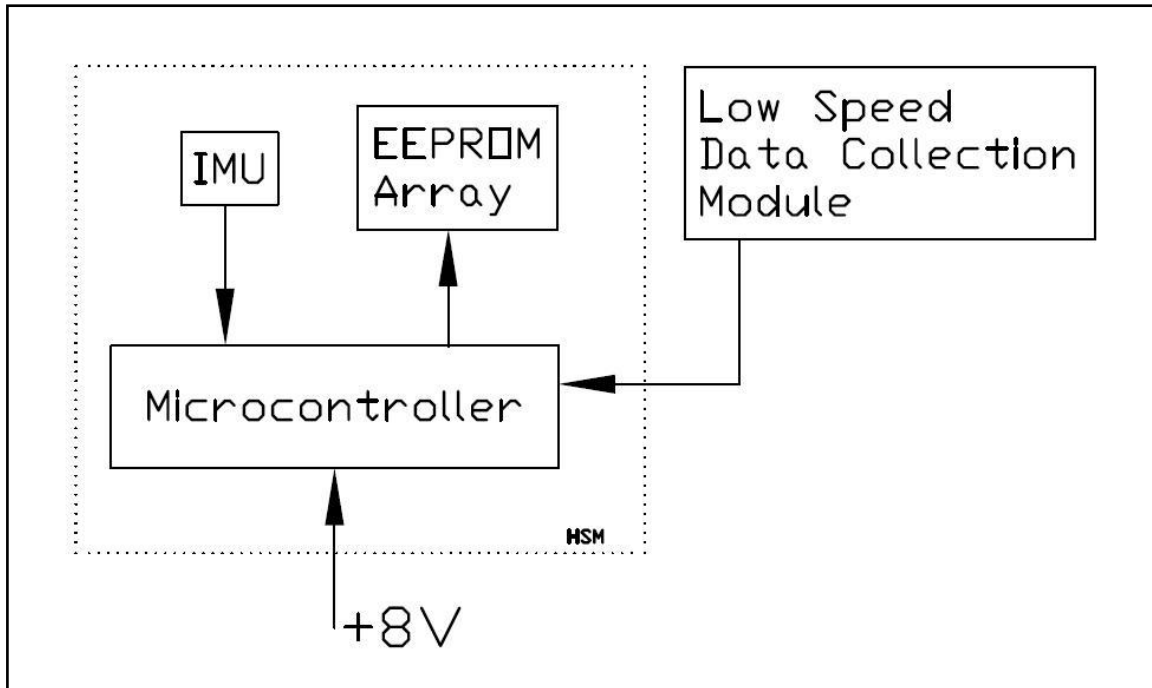 IMU
EEPROM
Array
Low Speed
Data Collection
Module
Microcontroller
HSM
+8V